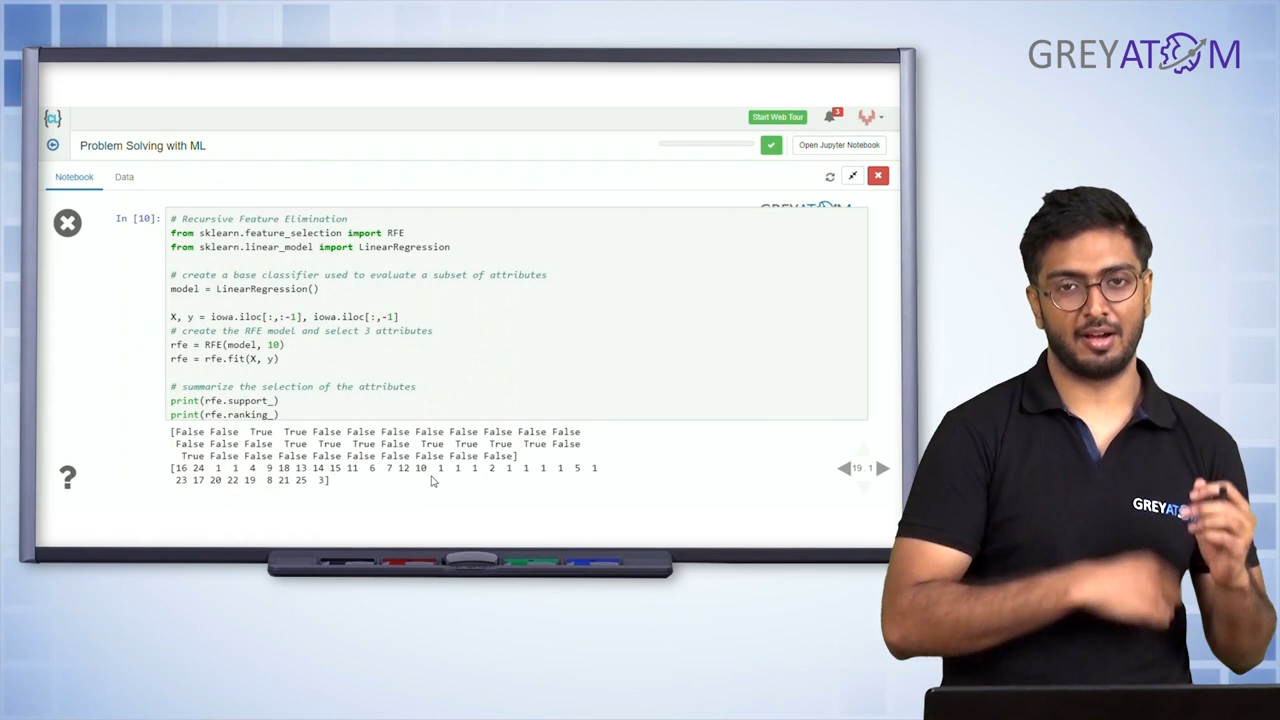 GREYATOM
{CL}
Start Web Tour
3
Problem Solving with ML
Open Jupyter Notebook
Notebook
Data
In [10]:
# Recursive Feature Elimination
from sklearn.feature_selection import RFE
from sklearn.linear_model import LinearRegression
# create a base classifier used to evaluate a subset of attributes
model = LinearRegression()
X, y = iowa.iloc[:,:-1], iowa.iloc[:,-1]
# create the RFE model and select 3 attributes
rfe = RFE(model, 10)
rfe = rfe.fit(X, y)
# summarize the selection of the attributes
print(rfe.support_)
print(rfe.ranking_)
[False False  True  True False False False False False False False False
False False False  True  True  True False  True  True  True  True False
True False False False False False False False False]
[16 24  1  1  4  9 18 13 14 15 11  6  7 12 10  1  1  1  2  1  1  1  1  5  1
23 17 20 22 19  8 21 25  3]
?
19.1